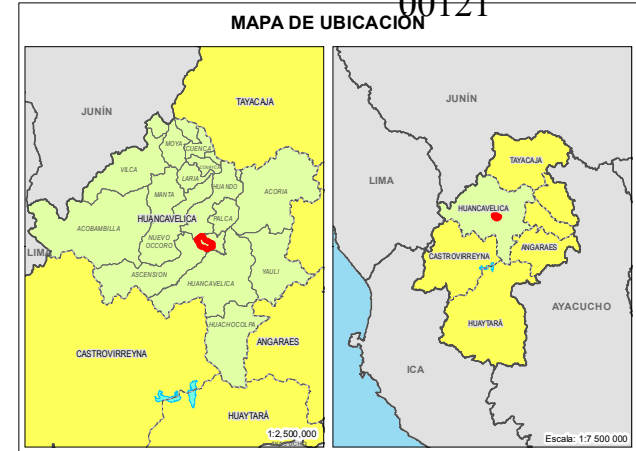 00121
MAPA DE UBICACIÓN
JUNÍN
TAYACAJA
MOYA
CUENCA
VILCA
LARIA
HUANDO
ACORIA
MANTA
HUANCAVELICA
PALCA
ACOBAMBILLA
NUEVO
OCCORO
LIMA
ASCENSION
YAULI
HUANCAVELICA
HUACHOCOLPA
ANGARAES
CASTROVIRREYNA
HUAYTARÁ
1:2,500,000
JUNÍN
TAYACAJA
LIMA
HUANCAVELICA
ANGARAES
CASTROVIRREYNA
AYACUCHO
HUAYTARÁ
ICA
Escala: 1:7 500 000